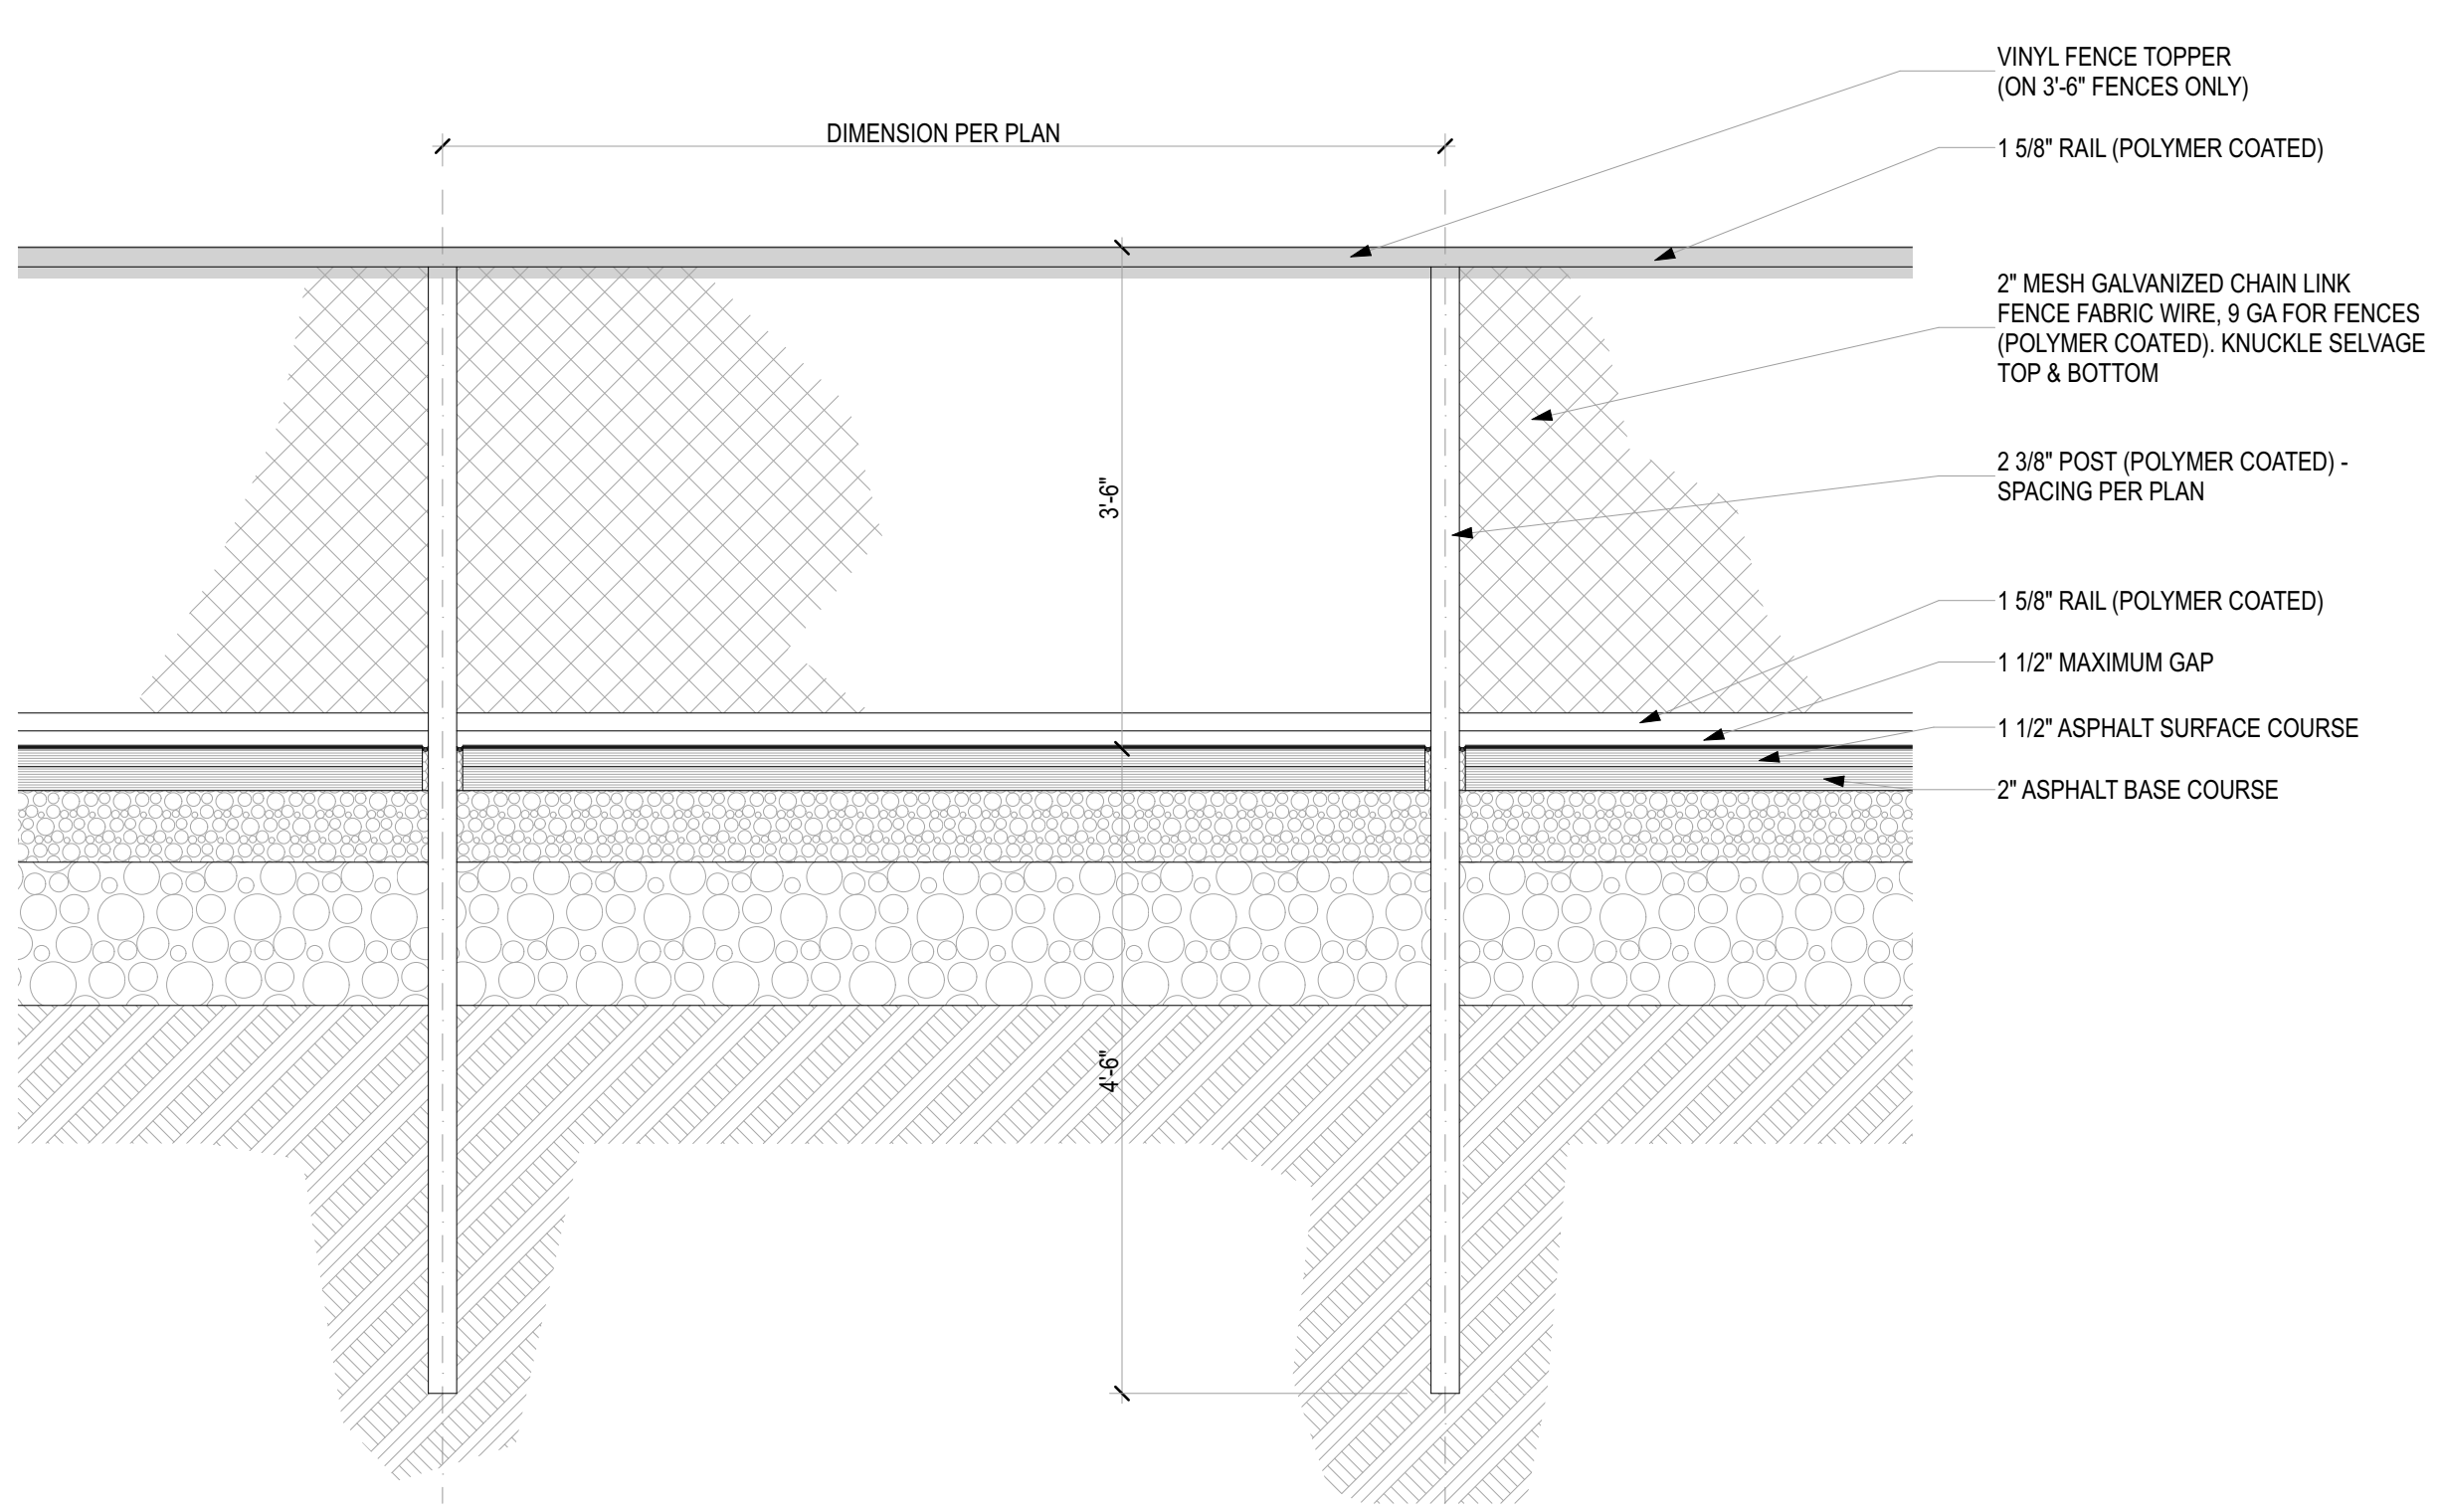 VINYL FENCE TOPPER
(ON 3'-6" FENCES ONLY)
DIMENSION PER PLAN
1 5/8" RAIL (POLYMER COATED)
2" MESH GALVANIZED CHAIN LINK
FENCE FABRIC WIRE, 9 GA FOR FENCES
(POLYMER COATED). KNUCKLE SELVAGE
TOP & BOTTOM
2 3/8" POST (POLYMER COATED) -
SPACING PER PLAN
3'-6"
1 5/8" RAIL (POLYMER COATED)
1 1/2" MAXIMUM GAP
1 1/2" ASPHALT SURFACE COURSE
2" ASPHALT BASE COURSE
4'-6"